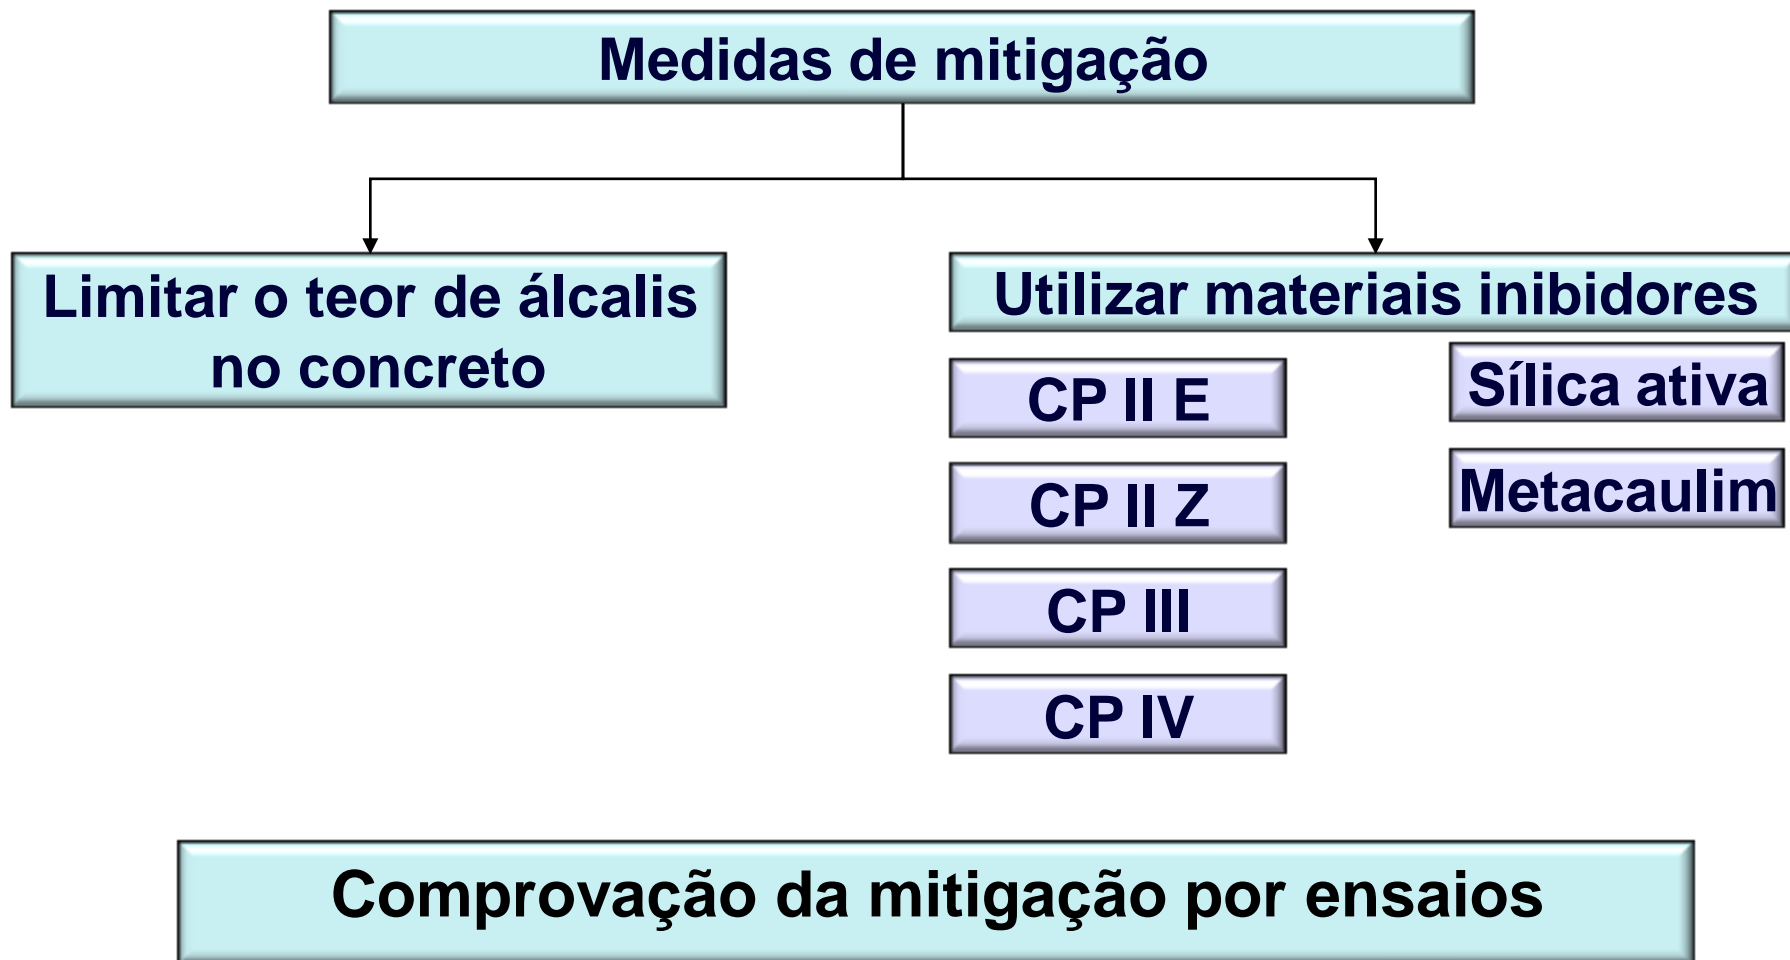 Medidas de mitigação
Limitar o teor de álcalis
no concreto
Utilizar materiais inibidores
CP II E
CP II Z
CP III
CP IV
Sílica ativa
Metacaulim
Comprovação da mitigação por ensaios